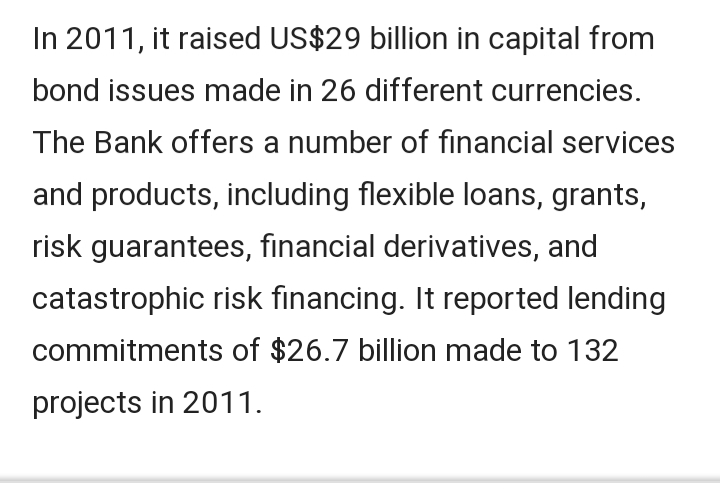 In 2011, it raised US$29 billion in capital from
bond issues made in 26 different currencies.
The Bank offers a number of financial services
and products, including flexible loans, grants,
risk guarantees, financial derivatives, and
catastrophic risk financing. It reported lending
commitments of $26.7 billion made to 132
projects in 2011.